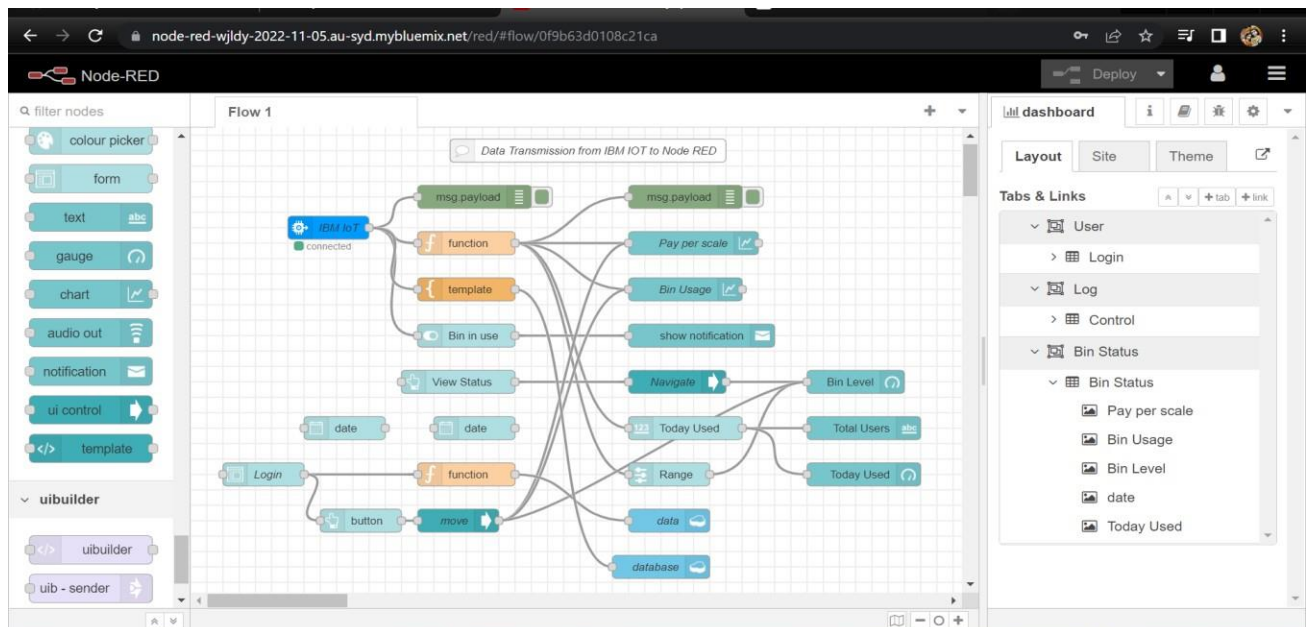 node-red-wjldy-2022-11-05.au-syd.mybluemix.net/red/#flow/0f9b63d0108c21ca
Node-RED
Deploy
filter nodes
colour picker
form
text
abc
gauge
chart
audio out
notification
ui control
template
uibuilder
uibuilder
uib - sender
Flow 1
Data Transmission from IBM IOT to Node RED
msg.payload
msg.payload
IBM IoT
connected
function
Pay per scale
template
Bin Usage
Bin in use
show notification
View Status
Navigate
Bin Level
date
date
123 Today Used
Total Users abc
Login
function
Range
Today Used
button
move
data
database
dashboard
i
Layout
Site
Theme
Tabs & Links
+ tab
+ link
User
Login
Log
Control
Bin Status
Bin Status
Pay per scale
Bin Usage
Bin Level
date
Today Used